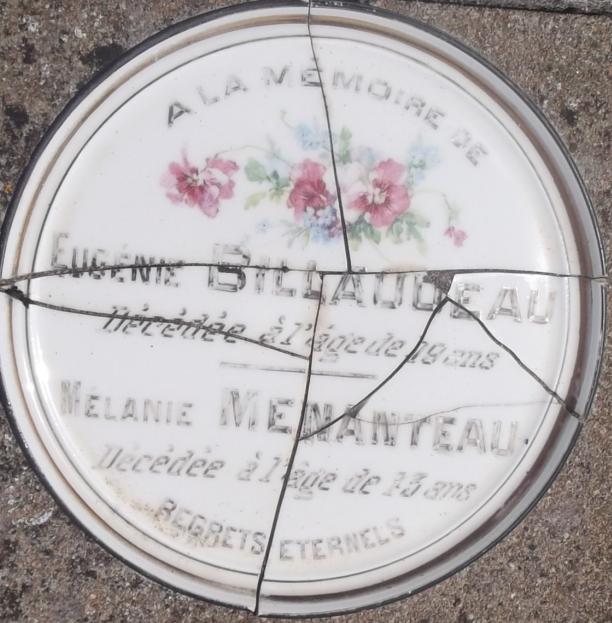 A LA MÉMOIRE DE
EUGÉNIE BILLAUDEAU
Décédée à l'âge de 19 ans
MÉLANIE MENANTEAU
Décédée à l'âge de 13 ans
REGRETS ETERNELS